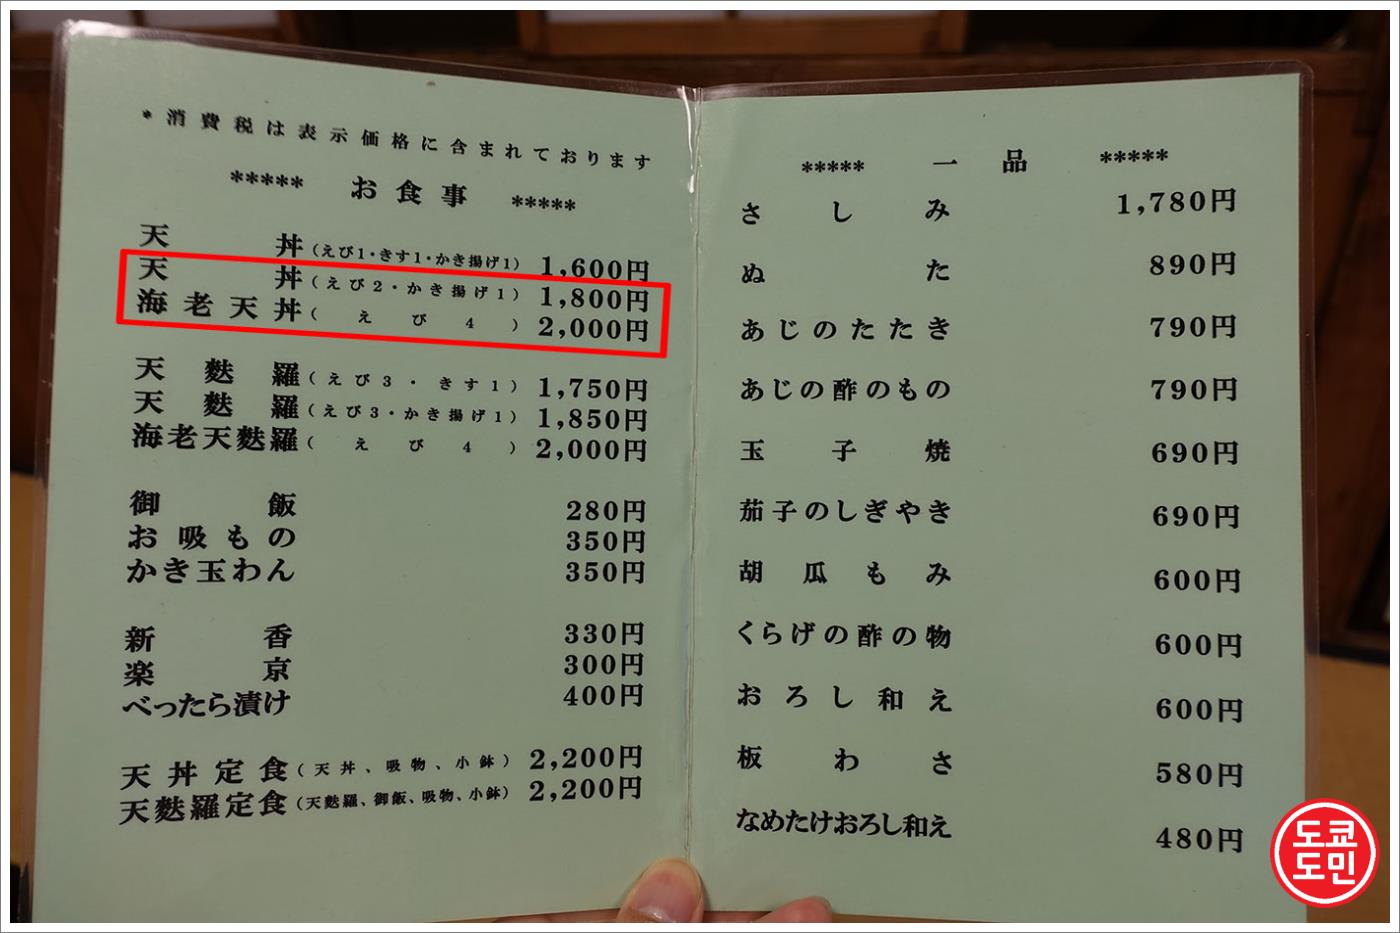 *消費税は表示価格に含まれております
***** お食事 *****
天丼(えび1・きす1・かき揚げ1) 1,600円
天丼(えび2・かき揚げ1) 1,800円
海老天丼(えび4) 2,000円
天麩羅(えび3・きす1) 1,750円
天麩羅(えび3・かき揚げ1) 1,850円
海老天麩羅(えび4) 2,000円
御飯 280円
お吸もの 350円
かき玉わん 350円
新香 330円
楽京 300円
べったら漬け 400円
天丼定食(天丼、吸物、小鉢) 2,200円
天麩羅定食(天麩羅、御飯、吸物、小鉢) 2,200円
***** 一品 *****
さしみ 1,780円
ぬた 890円
あじのたたき 790円
あじの酢のもの 790円
玉子焼 690円
茄子のしぎやき 690円
胡瓜もみ 600円
くらげの酢の物 600円
おろし和え 600円
板わさ 580円
なめたけおろし和え 480円
도쿄
도민